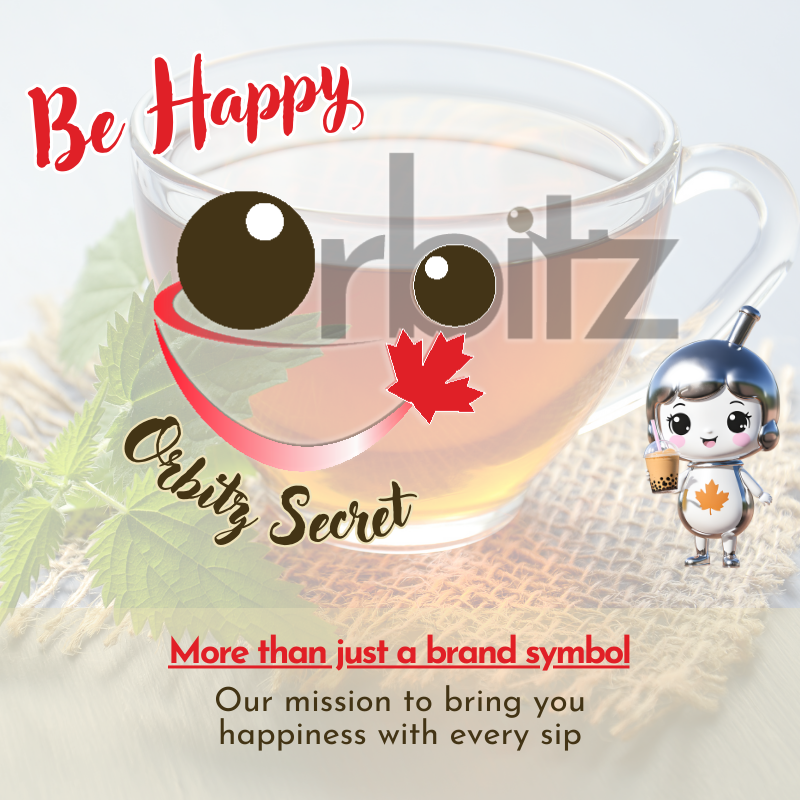 Be Happy
Orbitz
Orbitz Secret
More than just a brand symbol
Our mission to bring you
happiness with every sip